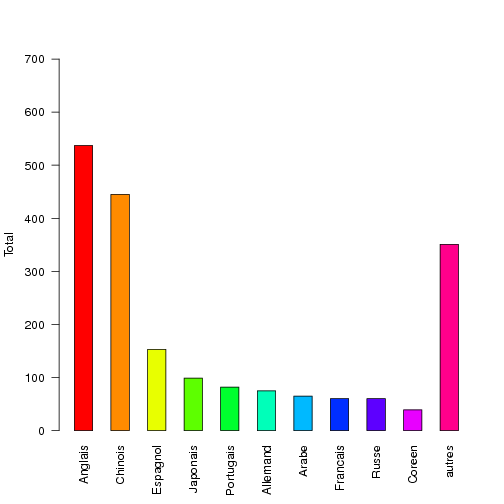 700
600
500
400
300
200
100
0
Total
Anglais
Chinois
Espagnol
Japonais
Portugais
Allemand
Arabe
Francais
Russe
Coreen
autres